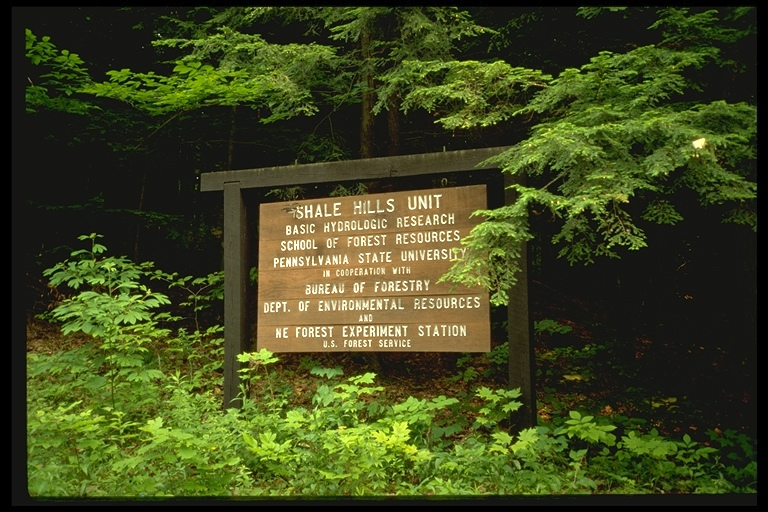 SHALE HILLS UNIT
BASIC HYDROLOGIC RESEARCH
SCHOOL OF FOREST RESOURCES
PENNSYLVANIA STATE UNIVERSITY
IN COOPERATION WITH
BUREAU OF FORESTRY
DEPT. OF ENVIRONMENTAL RESOURCES
AND
NE FOREST EXPERIMENT STATION
U.S. FOREST SERVICE